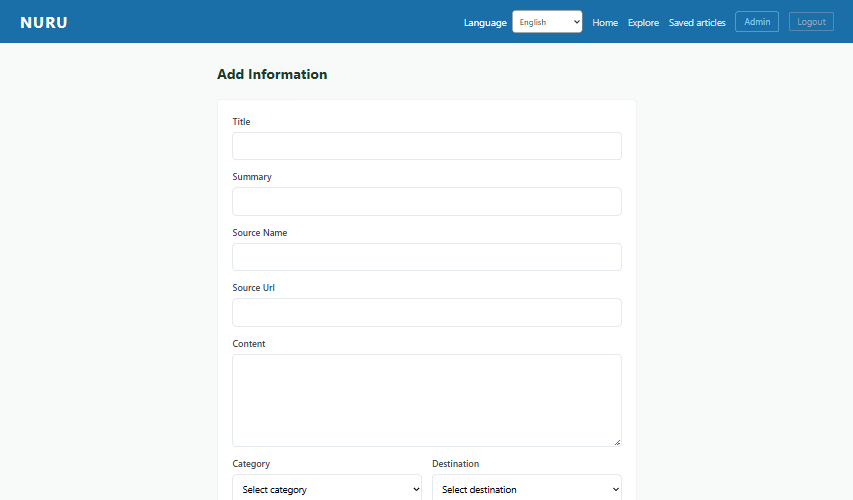 NURU Language English Home Explore Saved articles Admin Logout
Add Information
Title
Summary
Source Name
Source Url
Content
Category Destination
Select category Select destination